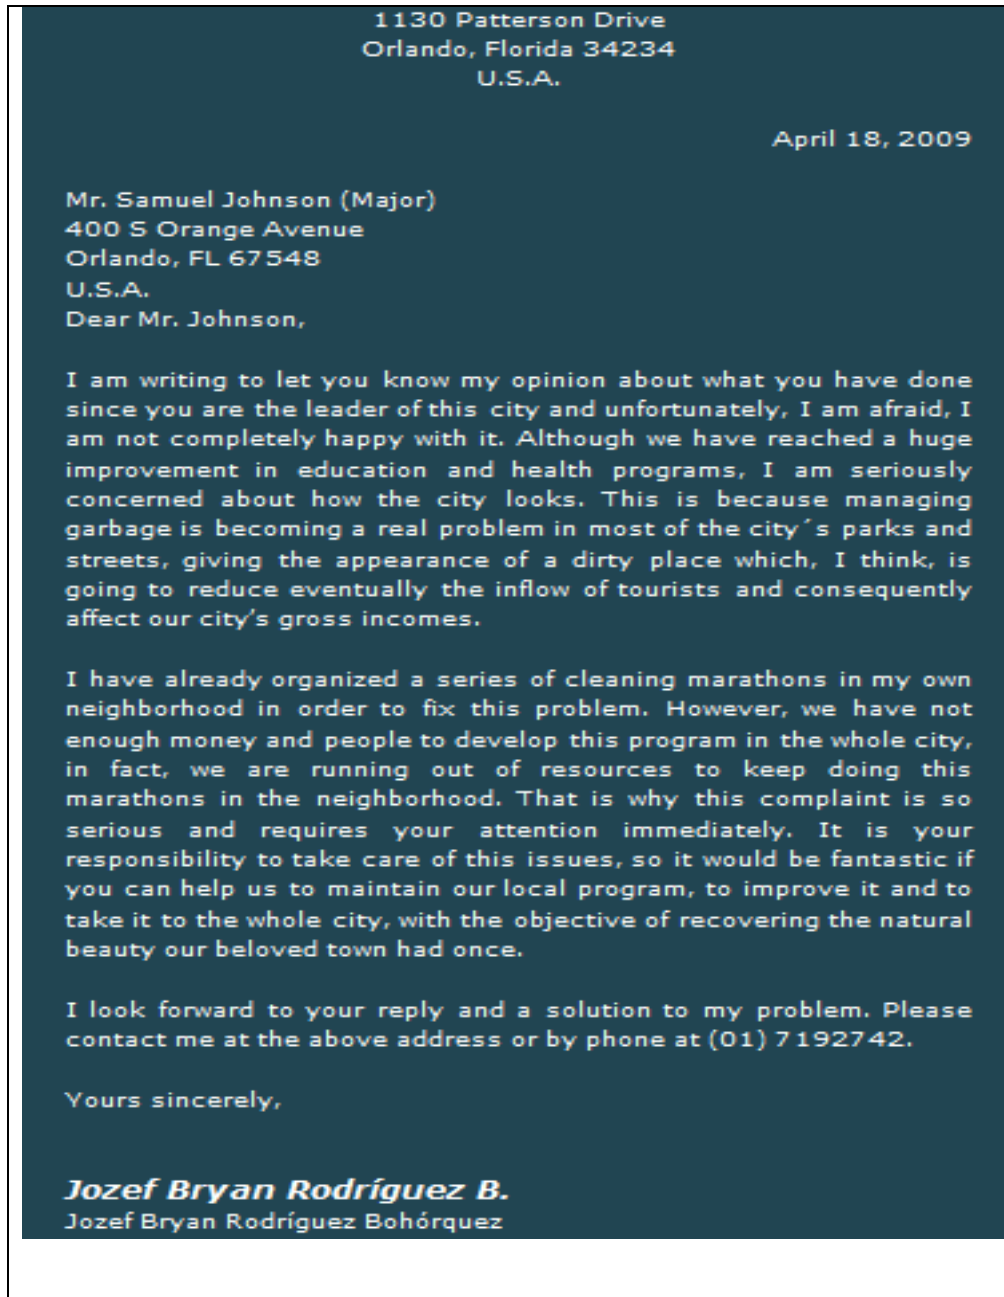 1130 Patterson Drive
Orlando, Florida 34234
U.S.A.
April 18, 2009
Mr. Samuel Johnson (Major)
400 S Orange Avenue
Orlando, FL 67548
U.S.A.
Dear Mr. Johnson,
I am writing to let you know my opinion about what you have done
since you are the leader of this city and unfortunately, I am afraid, I
am not completely happy with it. Although we have reached a huge
improvement in education and health programs, I am seriously
concerned about how the city looks. This is because managing
garbage is becoming a real problem in most of the city´s parks and
streets, giving the appearance of a dirty place which, I think, is
going to reduce eventually the inflow of tourists and consequently
affect our city’s gross incomes.
I have already organized a series of cleaning marathons in my own
neighborhood in order to fix this problem. However, we have not
enough money and people to develop this program in the whole city,
in fact, we are running out of resources to keep doing this
marathons in the neighborhood. That is why this complaint is so
serious and requires your attention immediately. It is your
responsibility to take care of this issues, so it would be fantastic if
you can help us to maintain our local program, to improve it and to
take it to the whole city, with the objective of recovering the natural
beauty our beloved town had once.
I look forward to your reply and a solution to my problem. Please
contact me at the above address or by phone at (01) 7192742.
Yours sincerely,
Jozef Bryan Rodríguez B.
Jozef Bryan Rodríguez Bohórquez